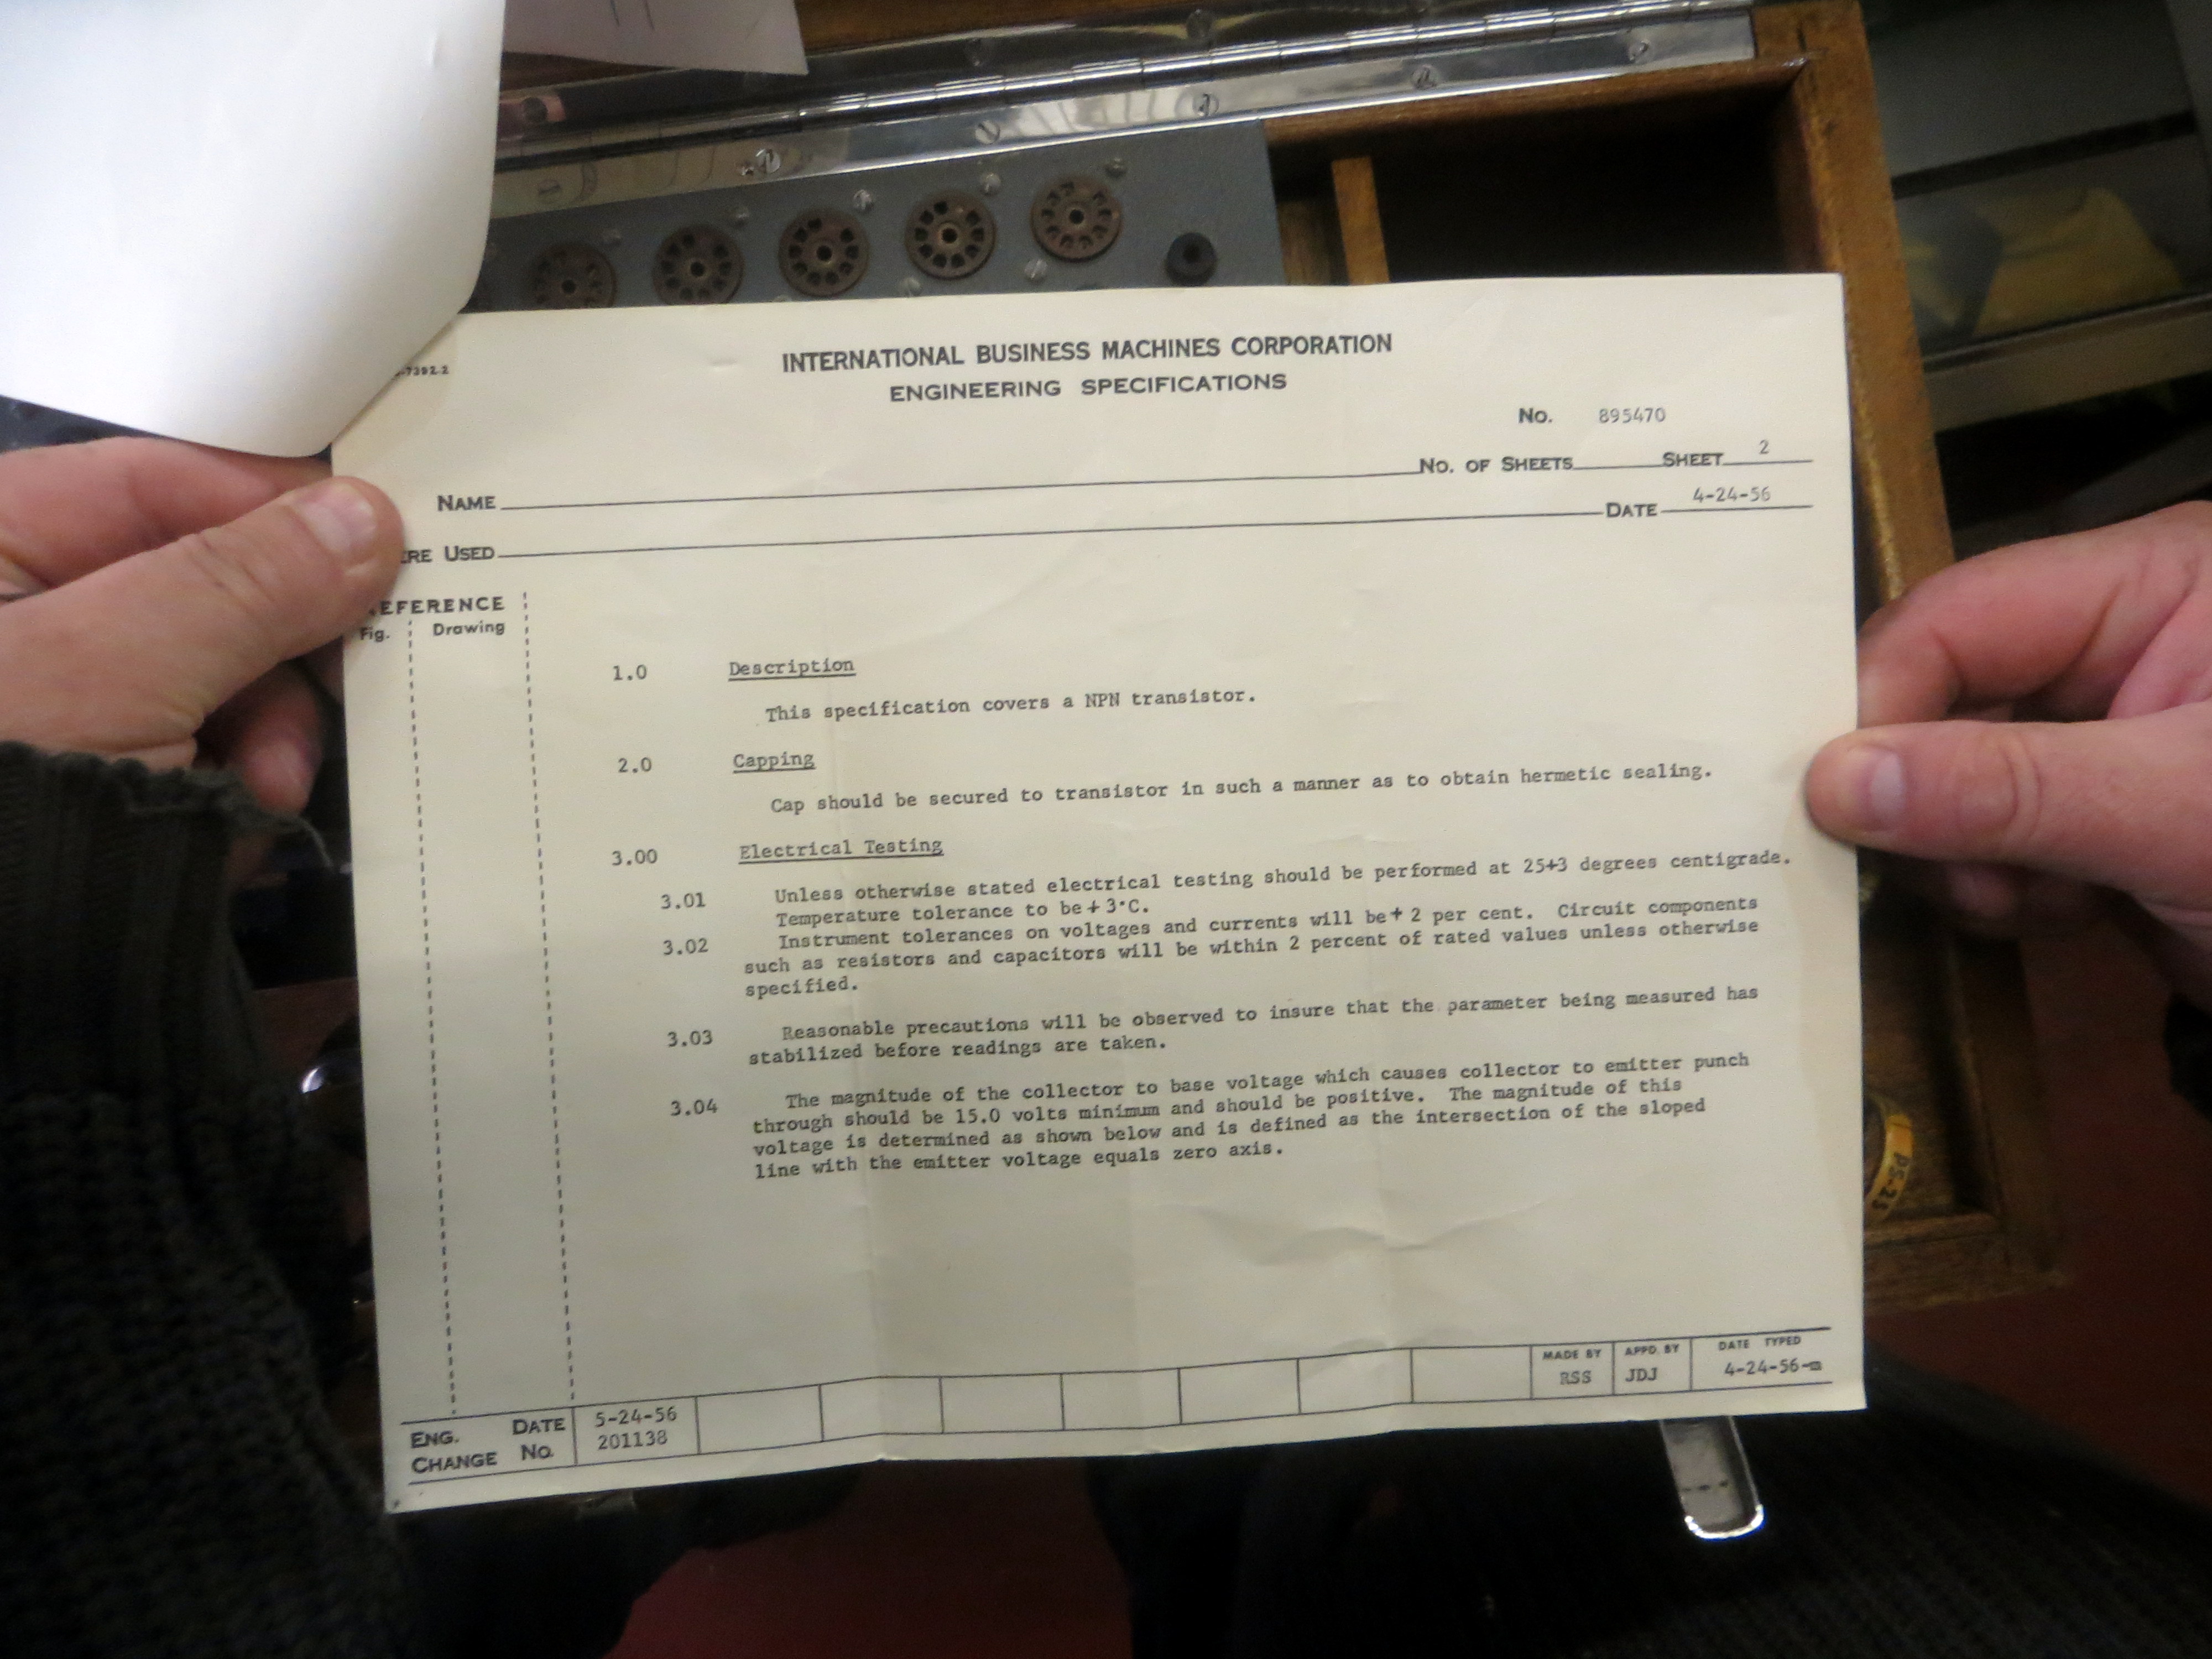 -7392-2
INTERNATIONAL BUSINESS MACHINES CORPORATION
ENGINEERING SPECIFICATIONS
No. 895470
No. OF SHEETS SHEET 2
NAME
DATE 4-24-56
ERE USED
REFERENCE
Fig. Drawing
1.0 Description
This specification covers a NPN transistor.
2.0 Capping
Cap should be secured to transistor in such a manner as to obtain hermetic sealing.
3.00 Electrical Testing
3.01 Unless otherwise stated electrical testing should be performed at 25+3 degrees centigrade.
Temperature tolerance to be + 3°C.
3.02 Instrument tolerances on voltages and currents will be + 2 per cent. Circuit components
such as resistors and capacitors will be within 2 percent of rated values unless otherwise
specified.
3.03 Reasonable precautions will be observed to insure that the parameter being measured has
stabilized before readings are taken.
3.04 The magnitude of the collector to base voltage which causes collector to emitter punch
through should be 15.0 volts minimum and should be positive. The magnitude of this
voltage is determined as shown below and is defined as the intersection of the sloped
line with the emitter voltage equals zero axis.
MADE BY APPD. BY DATE TYPED
RSS JDJ 4-24-56-m
ENG. DATE 5-24-56
CHANGE No. 201138
PS-25